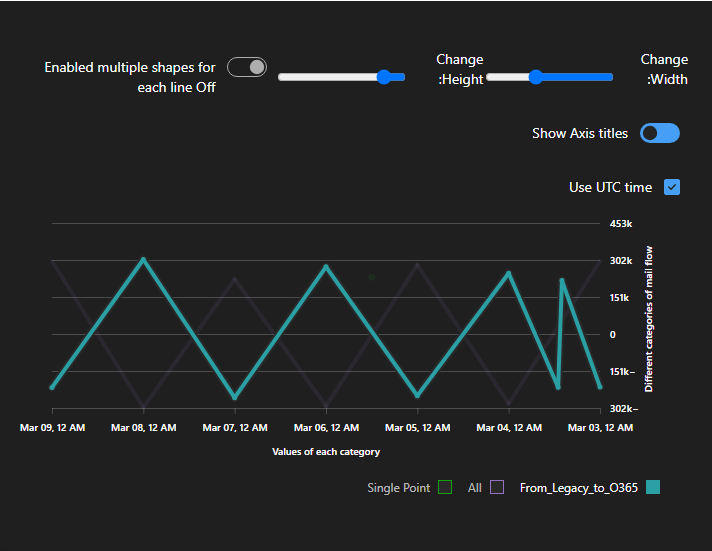 Enabled multiple shapes for
each line Off
Change
:Height
Change
:Width
Show Axis titles
Use UTC time
453k
302k
151k
0
151k−
302k−
Different categories of mail flow
Mar 09, 12 AM Mar 08, 12 AM Mar 07, 12 AM Mar 06, 12 AM Mar 05, 12 AM Mar 04, 12 AM Mar 03, 12 AM
Values of each category
Single Point All From_Legacy_to_O365